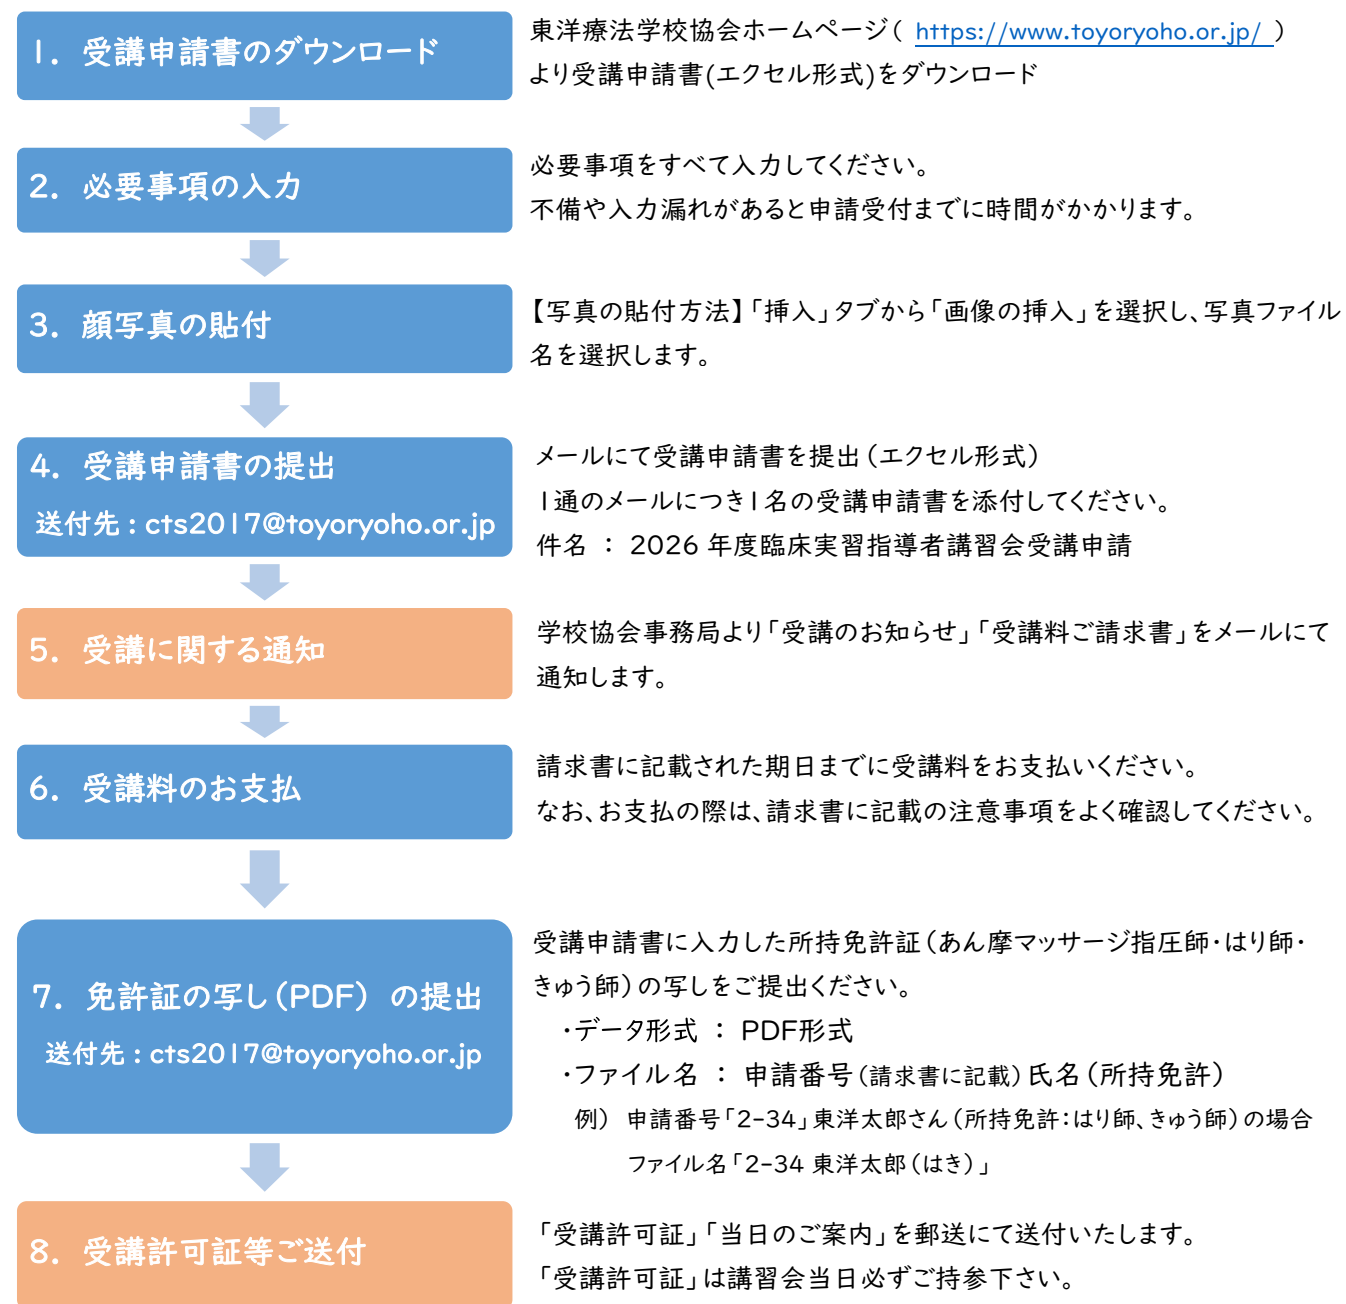 1. 受講申請書のダウンロード
東洋療法学校協会ホームページ( https://www.toyoryoho.or.jp/ )
より受講申請書(エクセル形式)をダウンロード
2. 必要事項の入力
必要事項をすべて入力してください。
不備や入力漏れがあると申請受付までに時間がかかります。
3. 顔写真の貼付
【写真の貼付方法】「挿入」タブから「画像の挿入」を選択し、写真ファイル
名を選択します。
4. 受講申請書の提出
送付先:cts2017@toyoryoho.or.jp
メールにて受講申請書を提出(エクセル形式)
1通のメールにつき1名の受講申請書を添付してください。
件名 : 2026 年度臨床実習指導者講習会受講申請
5. 受講に関する通知
学校協会事務局より「受講のお知らせ」「受講料ご請求書」をメールにて
通知します。
6. 受講料のお支払
請求書に記載された期日までに受講料をお支払いください。
なお、お支払の際は、請求書に記載の注意事項をよく確認してください。
7. 免許証の写し(PDF) の提出
送付先:cts2017@toyoryoho.or.jp
受講申請書に入力した所持免許証(あん摩マッサージ指圧師・はり師・
きゅう師)の写しをご提出ください。
・データ形式 : PDF形式
・ファイル名 : 申請番号(請求書に記載)氏名(所持免許)
例) 申請番号「2-34」東洋太郎さん(所持免許:はり師、きゅう師)の場合
ファイル名「2-34 東洋太郎(はき)」
8. 受講許可証等ご送付
「受講許可証」「当日のご案内」を郵送にて送付いたします。
「受講許可証」は講習会当日必ずご持参下さい。